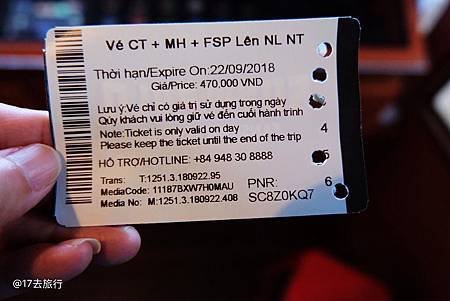 Vé CT + MH + FSP Lên NL NT
Thời hạn/Expire On:22/09/2018
Giá/Price: 470,000 VND
Lưu ý:Vé chỉ có giá trị sử dụng trong ngày
Qúy khách vui lòng giữ vé đến cuối hành trình
Note:Ticket is only valid on day
4
Please keep the ticket until the end of the trip
HỖ TRỢ/HOTLINE: +84 948 30 8888
5
Trans: T:1251.3.180922.95
MediaCode: 11187BXW7H0MAU
PNR:
6
Media No: M:1251.3.180922.408
SC8Z0KQ7
@17去旅行